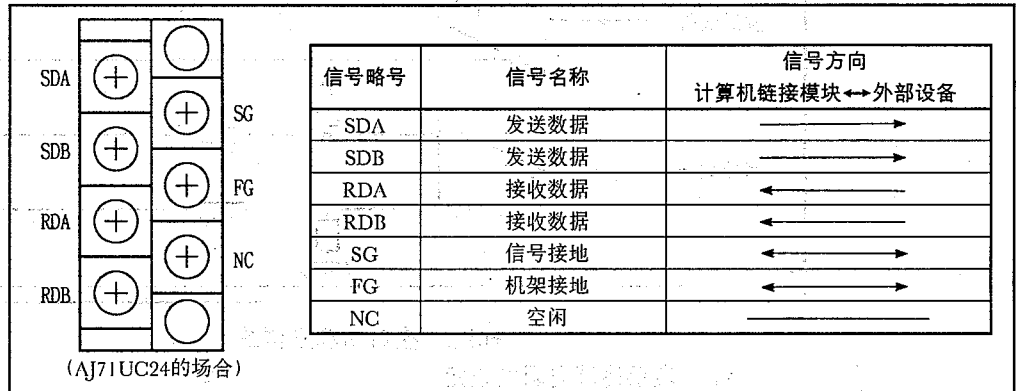 SDA
SG
SDB
FG
RDA
NC
RDB
(AJ71UC24的场合)
信号略号 信号名称 信号方向
计算机链接模块↔外部设备
SDA 发送数据 →
SDB 发送数据 →
RDA 接收数据 ←
RDB 接收数据 ←
SG 信号接地 ↔
FG 机架接地 ↔
NC 空闲